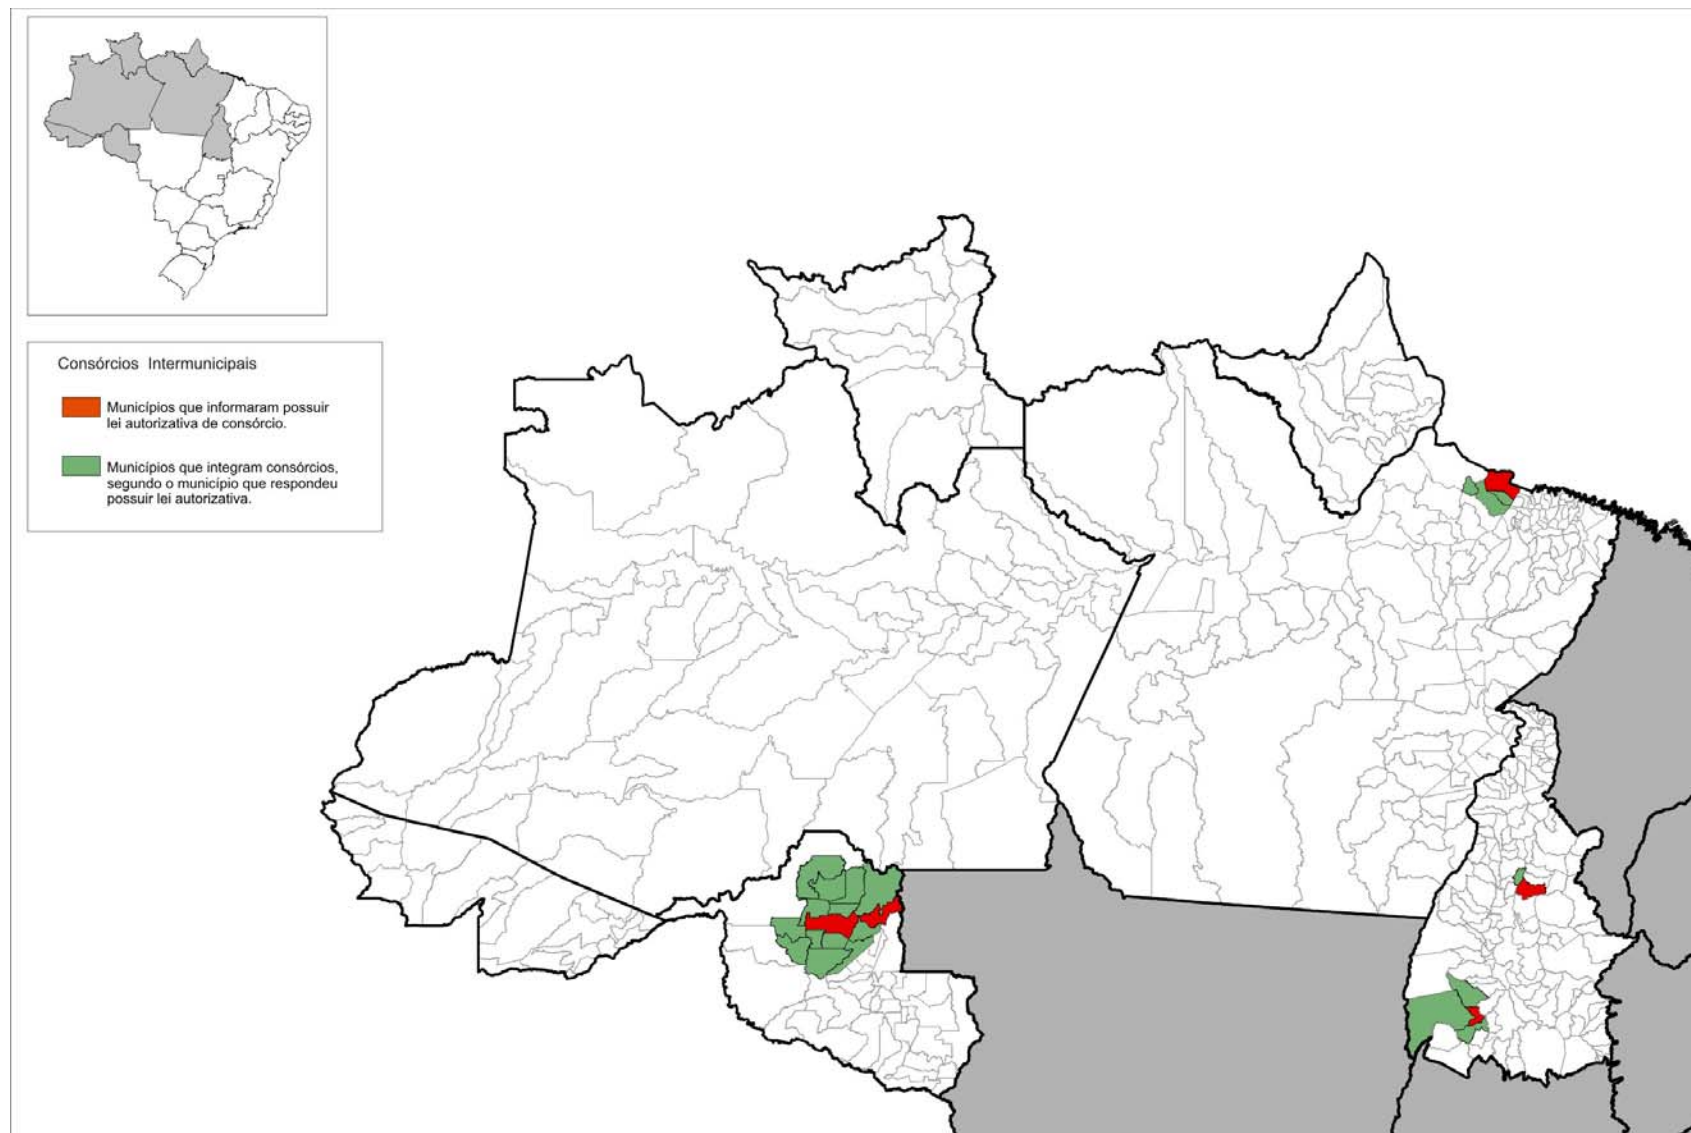 Consórcios Intermunicipais
Municípios que informaram possuir
lei autorizativa de consórcio.
Municípios que integram consórcios,
segundo o município que respondeu
possuir lei autorizativa.